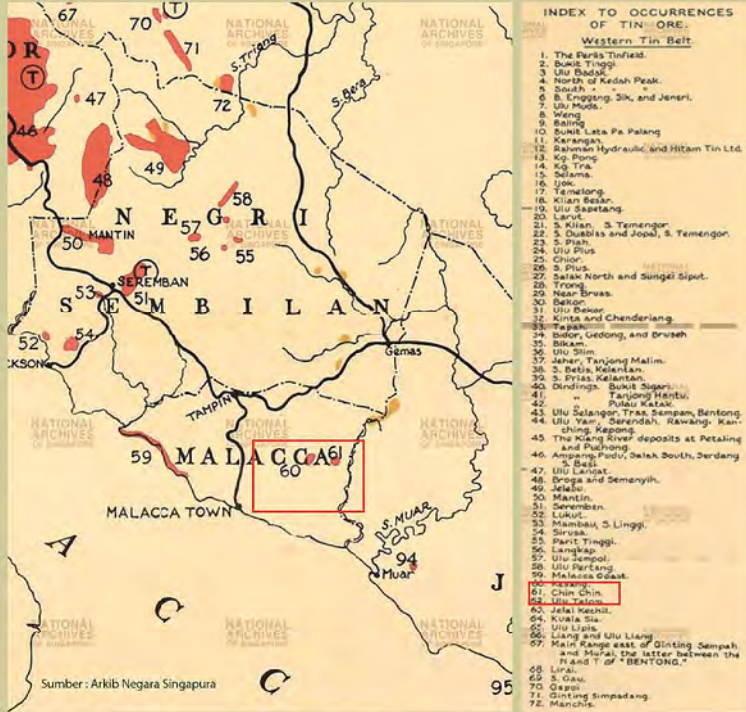 67
70
71
S. Triang
OR
T
72
S. Berg
47
46
49
48
58
NEGRI
57
50
MANTIN
56
55
T
SEREMBAN
53
51
SEMBILAN
52
54
CKSON
Gemas
TAMPIN
59
MALACCA
60
61
MALACCA TOWN
S. MUAR
94
Muar
J
A
C
C
95
NATIONAL
ARCHIVES
OF SINGAPORE
Sumber : Arkib Negara Singapura
INDEX TO OCCURRENCES
OF TIN ORE.
Western Tin Belt.
1. The Perlis Tinfield.
2. Bukit Tinggi.
3. Ulu Badak.
4. North of Kedah Peak.
5. South " " "
6. B. Enggang, Sik, and Jeneri.
7. Ulu Muda.
8. Weng
9. Baling
10. Bukit Lata Pa Palang
11. Karangan.
12. Rahman Hydraulic and Hitam Tin Ltd.
13. Kg. Pong.
14. Kg. Tra.
15. Selama.
16. Ijok.
17. Temelong.
18. Klian Besar.
19. Ulu Sapetang.
20. Larut.
21. S. Klian, S. Temengor.
22. S. Duablas and Jopal, S. Temengor.
23. S. Piah.
24. Ulu Plus
25. Chior.
26. S. Plus.
27. Salak North and Sungei Siput.
28. Trong.
29. Near Bruas.
30. Bekor.
31. Ulu Bekor.
32. Kinta and Chenderiang.
33. Tapah.
34. Bidor, Gedong, and Bruseh
35. Bikam.
36. Ulu Slim.
37. Jeher, Tanjong Malim.
38. S. Betis, Kelantan.
39. S. Prias, Kelantan.
40. Dindings. Bukit Sigari.
41. " Tanjong Hantu.
42. " Pulau Katak.
43. Ulu Selangor, Tras, Sempam, Bentong.
44. Ulu Yam, Serendah, Rawang, Kan-
ching, Kepong.
45. The Klang River deposits at Petaling
and Puchong.
46. Ampang, Pudu, Salak South, Serdang
S. Besi.
47. Ulu Langat.
48. Broga and Semenyih.
49. Jelebu.
50. Mantin.
51. Seremban.
52. Lukut.
53. Mambau, S. Linggi.
54. Sirusa.
55. Parit Tinggi.
56. Langkap.
57. Ulu Jempol.
58. Ulu Pertang.
59. Malacca Coast.
60. Kesang.
61. Chin Chin.
62. Ulu Telom.
63. Jelai Kechil.
64. Kuala Sia.
65. Ulu Lipis.
66. Liang and Ulu Liang
67. Main Range east of Ginting Sempah
and Murai, the latter between the
N and T of "BENTONG."
68. Lirai.
69. S. Gau.
70. Gapoi
71. Ginting Simpadang.
72. Manchis.